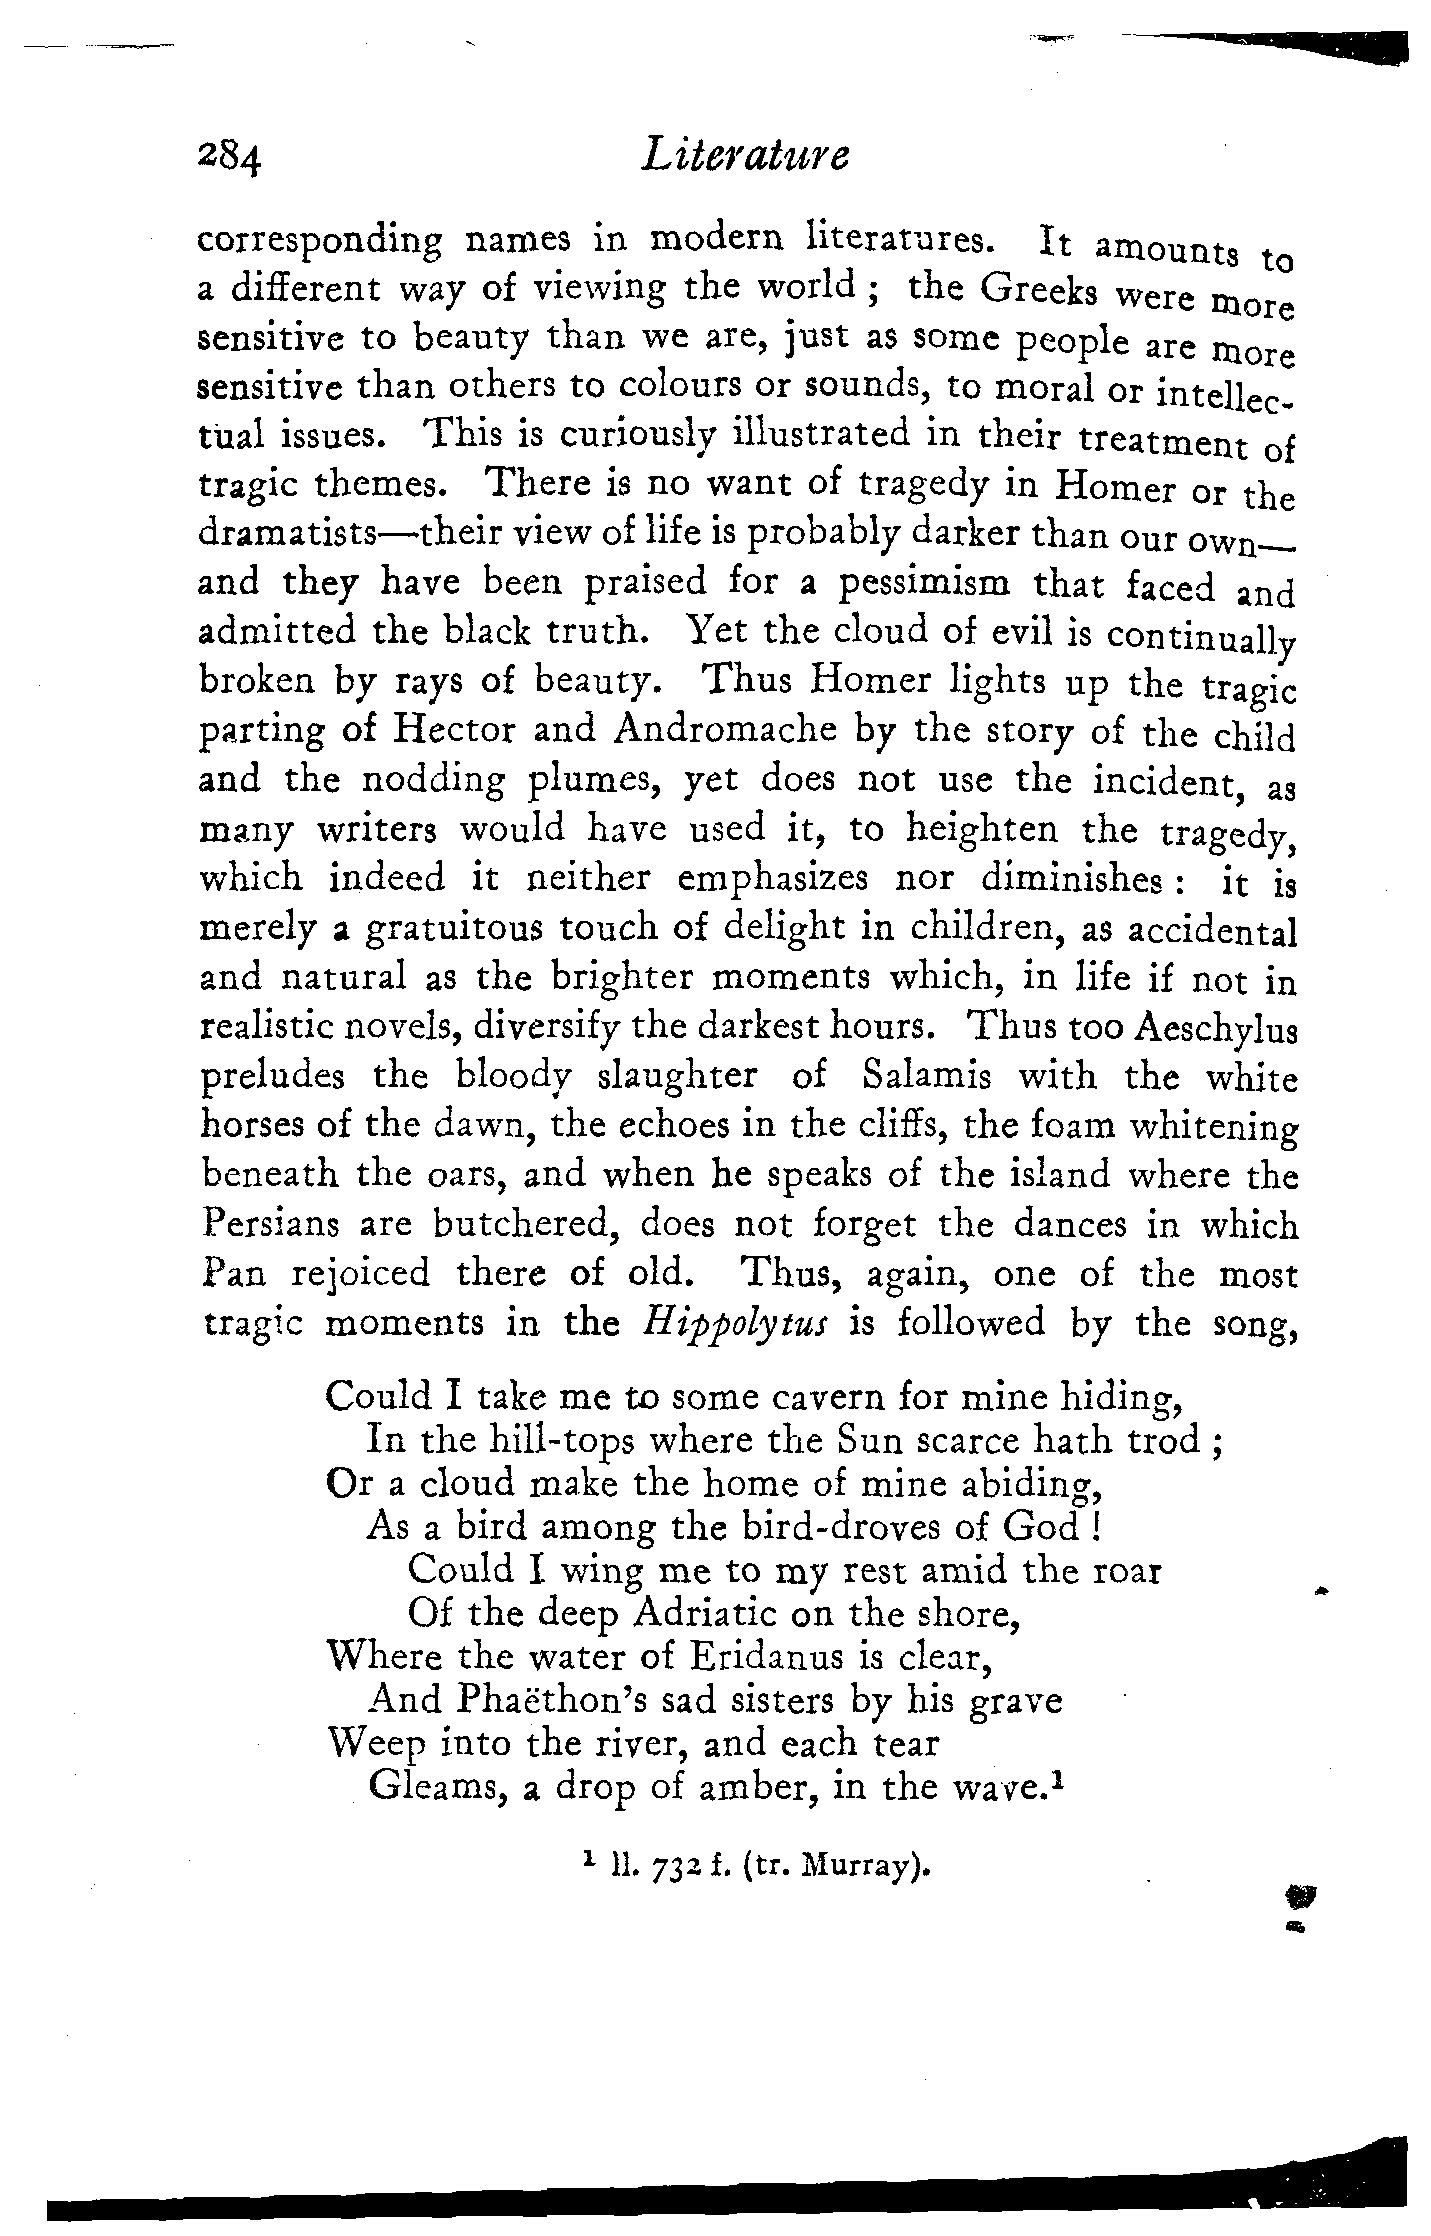 284 Literature
corresponding names in modern literatures. It amounts to
a different way of viewing the world ; the Greeks were more
sensitive to beauty than we are, just as some people are more
sensitive than others to colours or sounds, to moral or intellec-
tual issues. This is curiously illustrated in their treatment of
tragic themes. There is no want of tragedy in Homer or the
dramatists—their view of life is probably darker than our own—
and they have been praised for a pessimism that faced and
admitted the black truth. Yet the cloud of evil is continually
broken by rays of beauty. Thus Homer lights up the tragic
parting of Hector and Andromache by the story of the child
and the nodding plumes, yet does not use the incident, as
many writers would have used it, to heighten the tragedy,
which indeed it neither emphasizes nor diminishes : it is
merely a gratuitous touch of delight in children, as accidental
and natural as the brighter moments which, in life if not in
realistic novels, diversify the darkest hours. Thus too Aeschylus
preludes the bloody slaughter of Salamis with the white
horses of the dawn, the echoes in the cliffs, the foam whitening
beneath the oars, and when he speaks of the island where the
Persians are butchered, does not forget the dances in which
Pan rejoiced there of old. Thus, again, one of the most
tragic moments in the Hippolytus is followed by the song,
Could I take me to some cavern for mine hiding,
In the hill-tops where the Sun scarce hath trod ;
Or a cloud make the home of mine abiding,
As a bird among the bird-droves of God !
Could I wing me to my rest amid the roar
Of the deep Adriatic on the shore,
Where the water of Eridanus is clear,
And Phaëthon's sad sisters by his grave
Weep into the river, and each tear
Gleams, a drop of amber, in the wave.¹
¹ ll. 732 f. (tr. Murray).